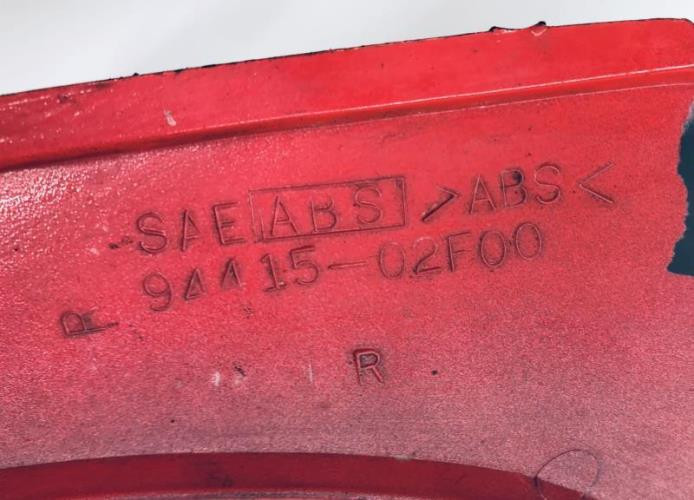 SAE ABS >ABS<
94415-02F00
R
R